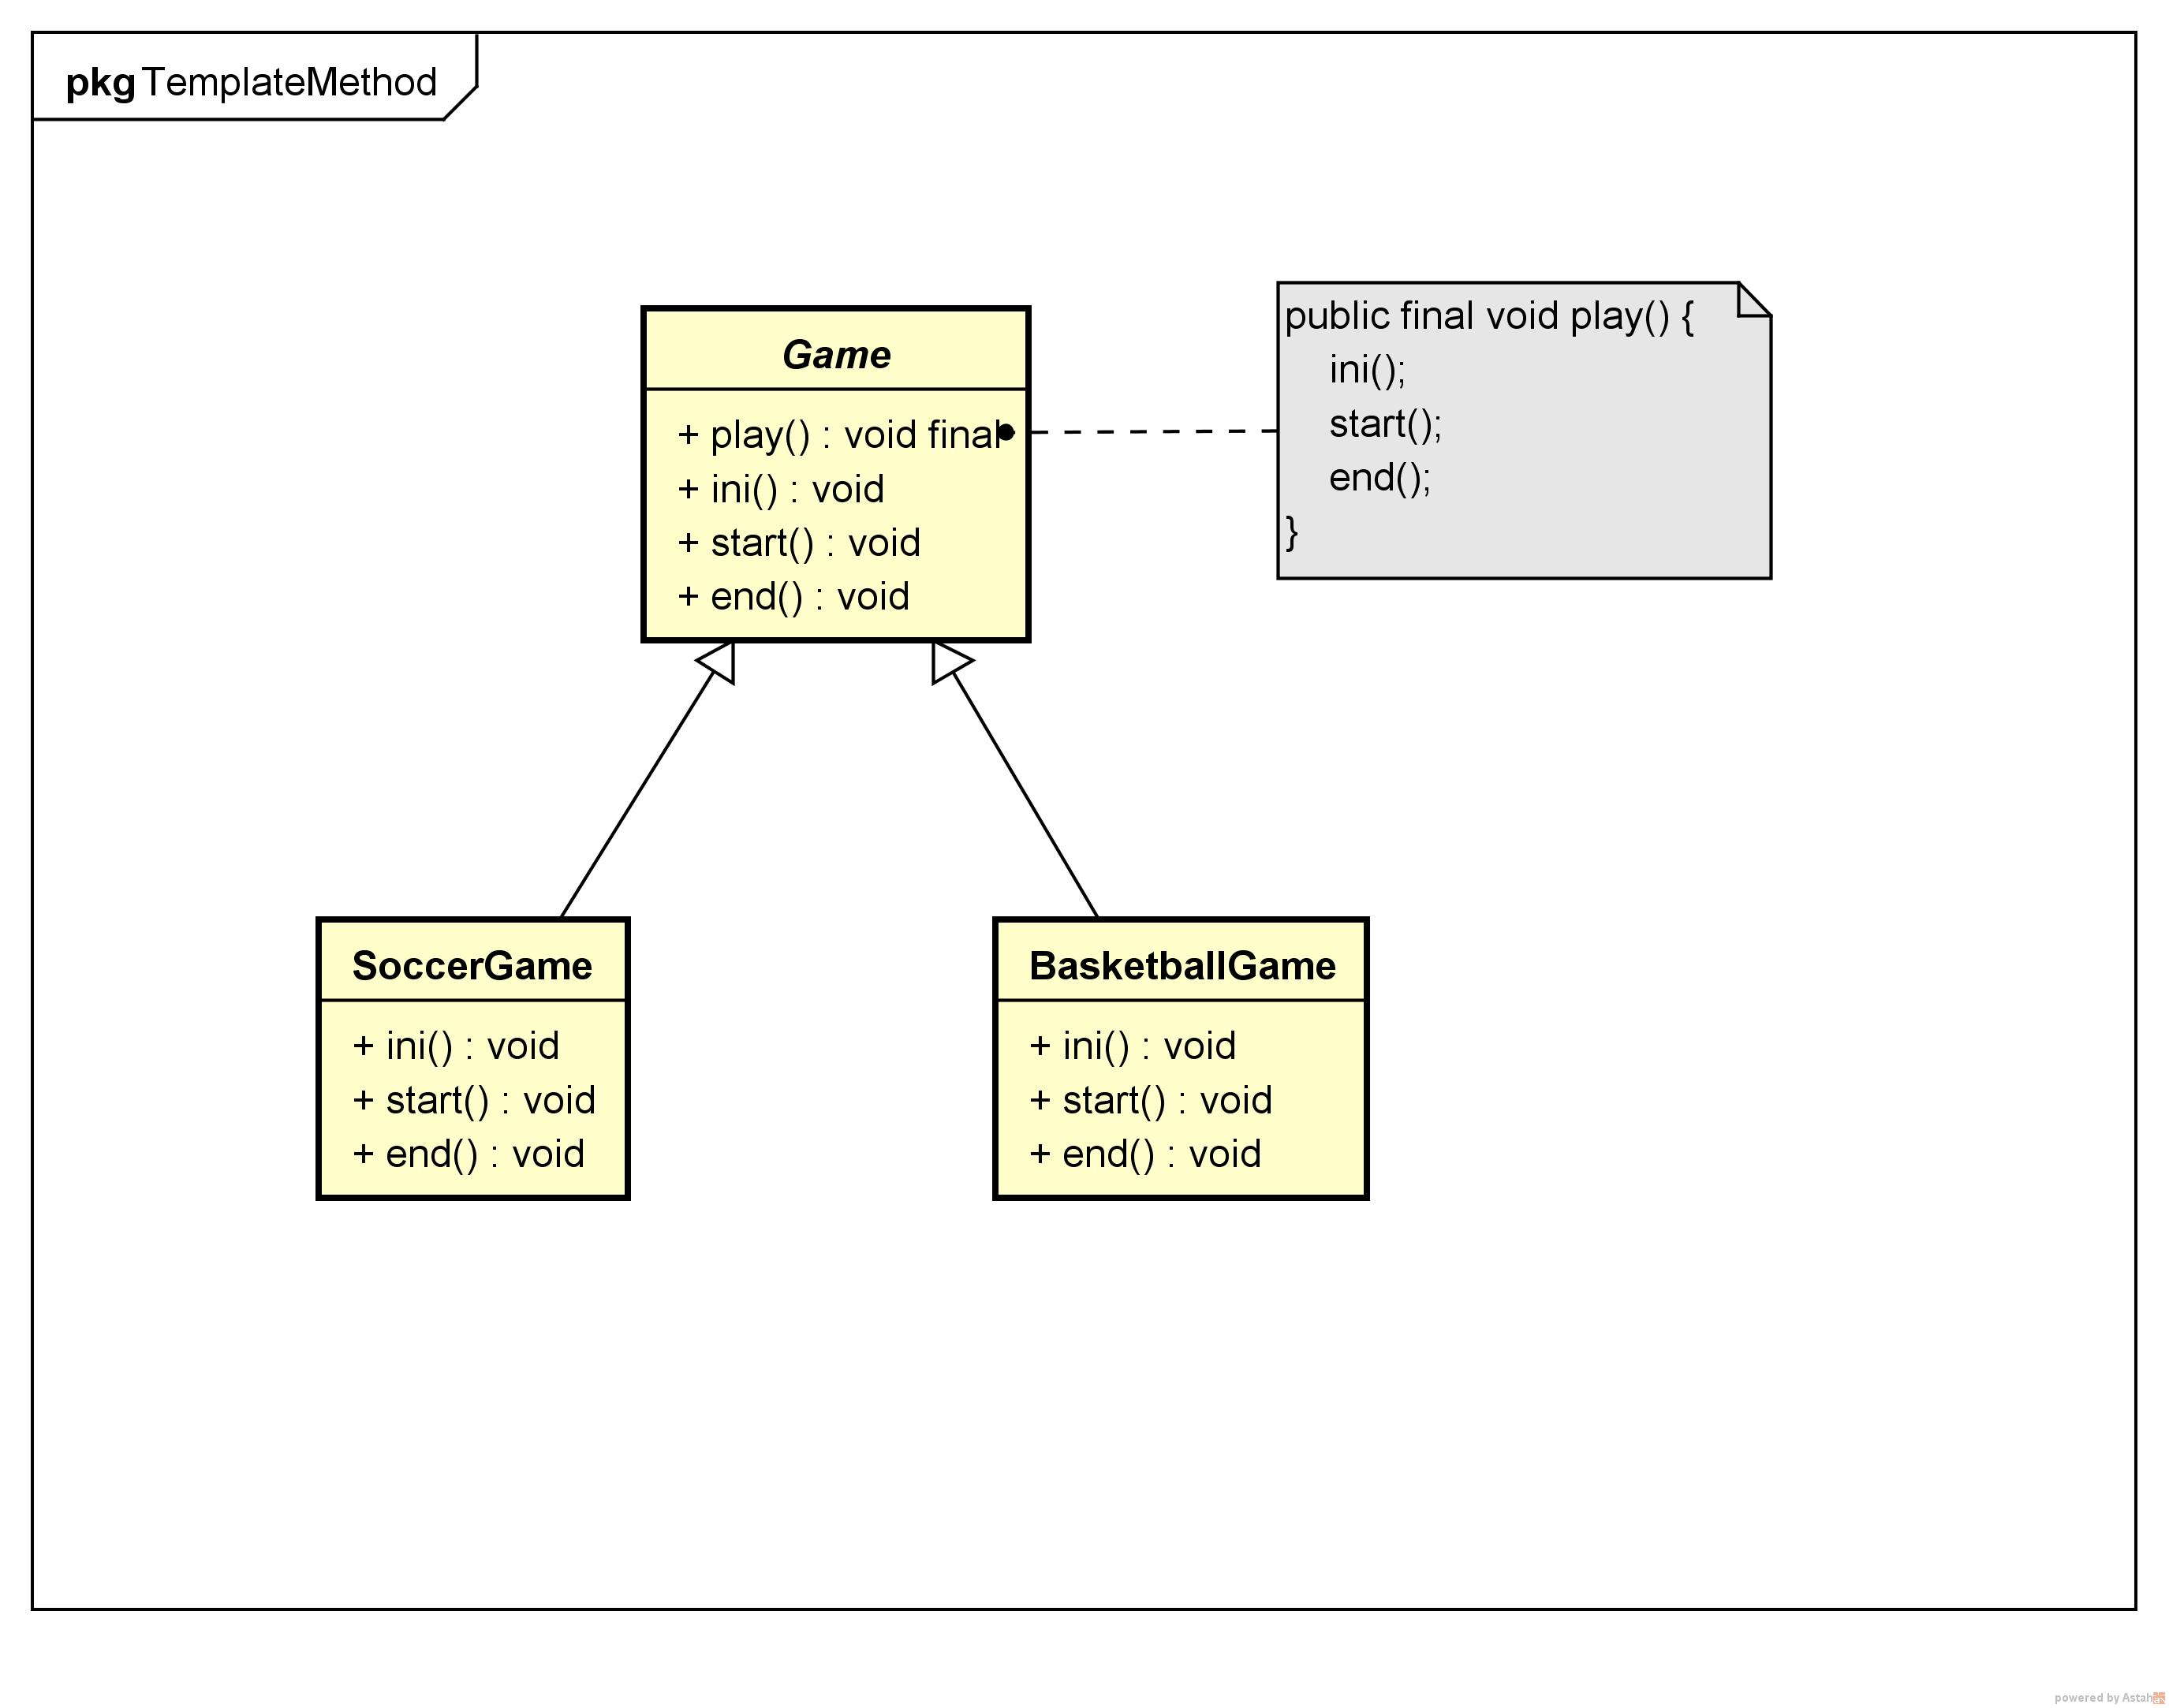 pkg TemplateMethod
Game
+ play() : void final
+ ini() : void
+ start() : void
+ end() : void
public final void play() {
ini();
start();
end();
}
SoccerGame
+ ini() : void
+ start() : void
+ end() : void
BasketballGame
+ ini() : void
+ start() : void
+ end() : void
powered by Astah